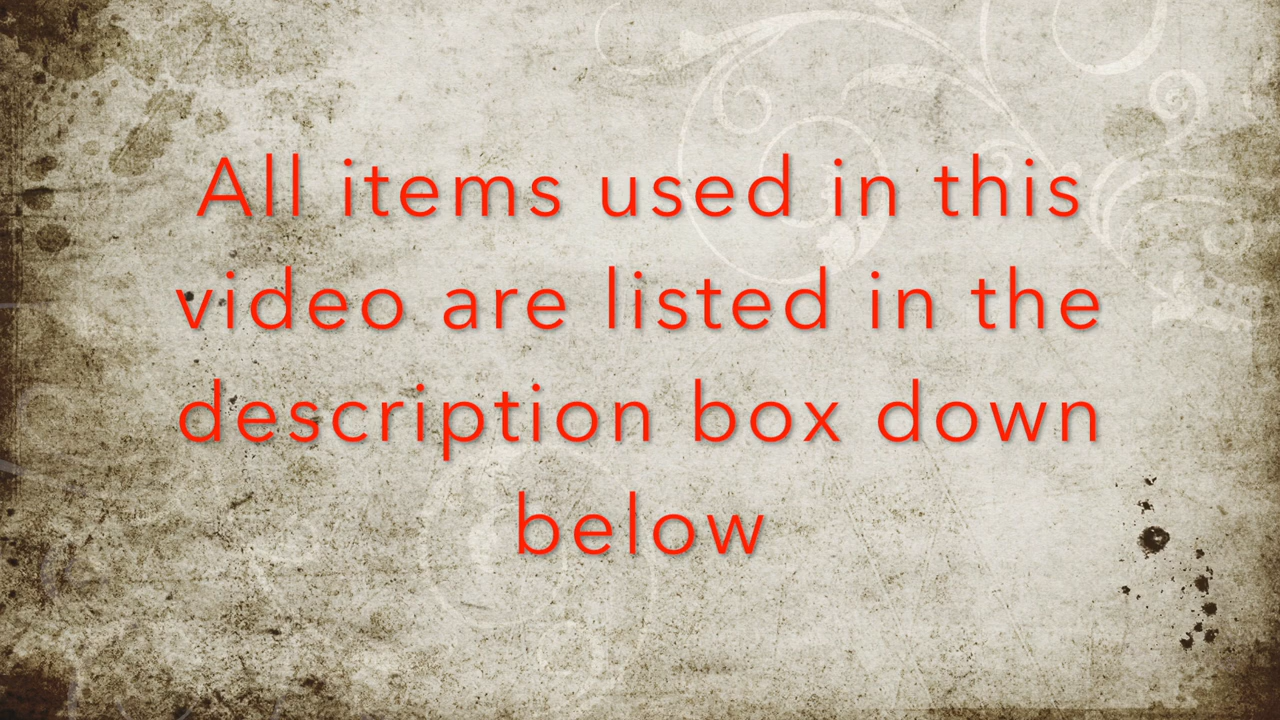 All items used in this
video are listed in the
description box down
below